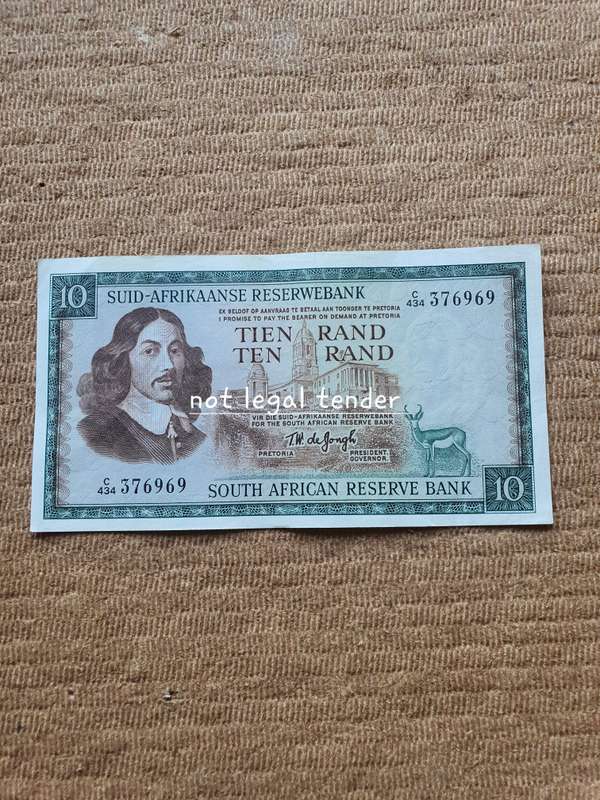 10
SUID-AFRIKAANSE RESERWEBANK
C/434 376969
EK BELOOF OP AANVRAAG TE BETAAL AAN TOONDER TE PRETORIA
I PROMISE TO PAY THE BEARER ON DEMAND AT PRETORIA
TIEN RAND
TEN RAND
not legal tender
VIR DIE SUID-AFRIKAANSE RESERWEBANK
FOR THE SOUTH AFRICAN RESERVE BANK
T.W. de Jongh
PRETORIA
PRESIDENT.
GOVERNOR.
C/434 376969
SOUTH AFRICAN RESERVE BANK
10